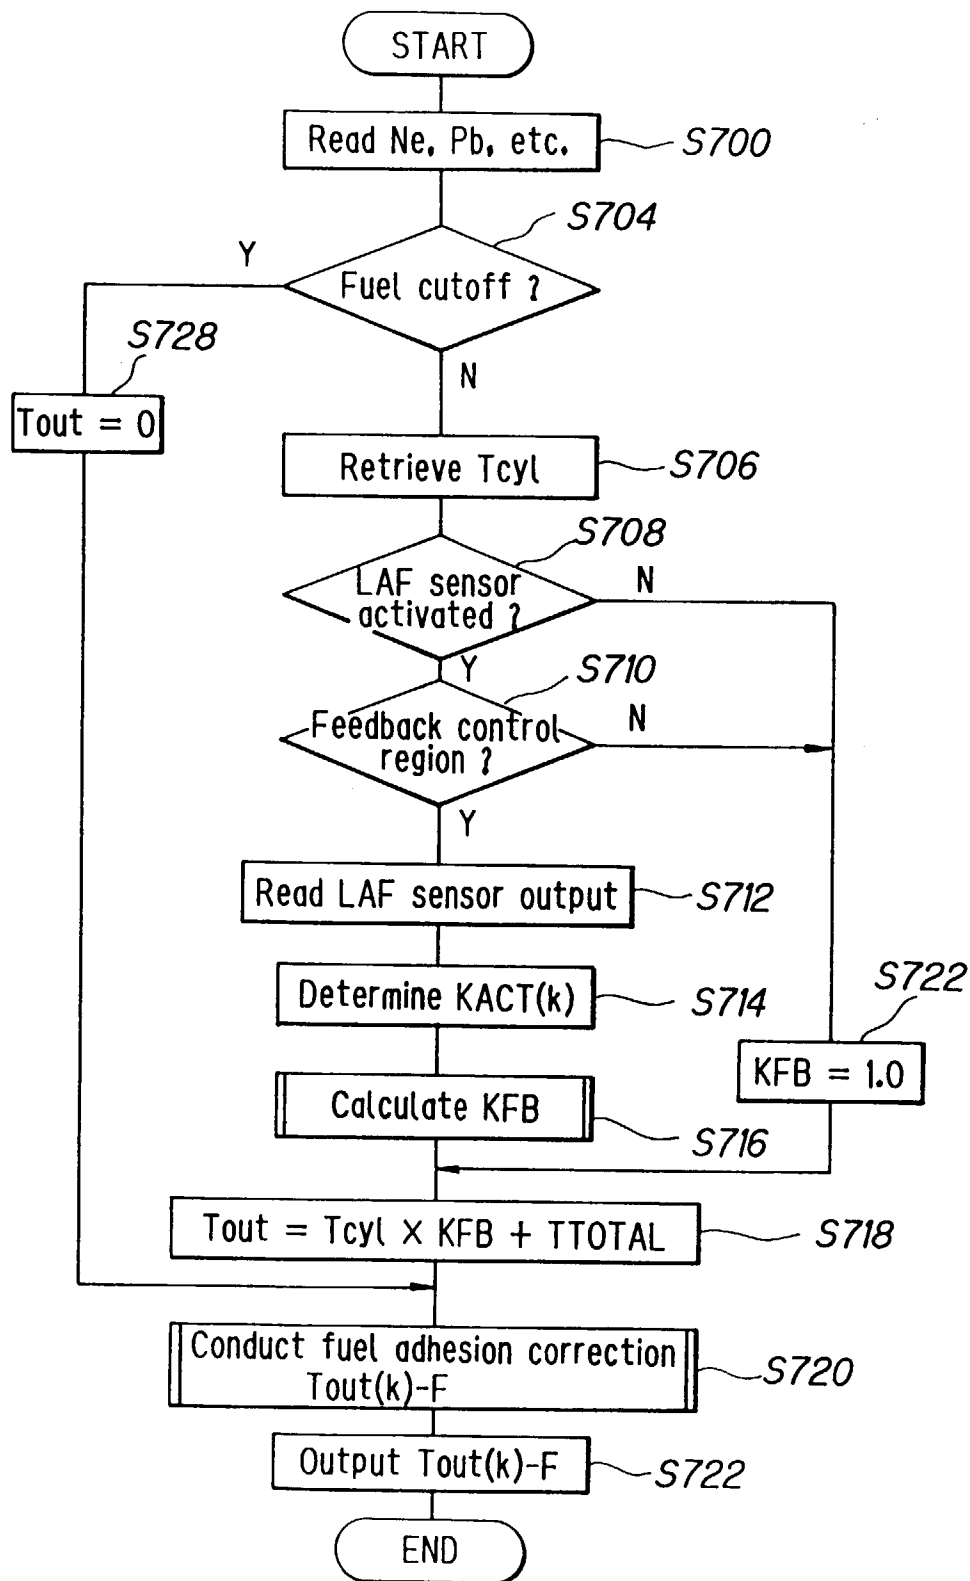 START
Read Ne, Pb, etc.
S700
S704
Y
Fuel cutoff ?
S728
N
Tout = 0
Retrieve Tcyl
S706
S708
LAF sensor
activated ?
N
Y
S710
Feedback control
region ?
N
Y
Read LAF sensor output
S712
S722
Determine KACT(k)
S714
KFB = 1.0
Calculate KFB
S716
Tout = Tcyl × KFB + TTOTAL
S718
Conduct fuel adhesion correction
Tout(k)-F
S720
Output Tout(k)-F
S722
END